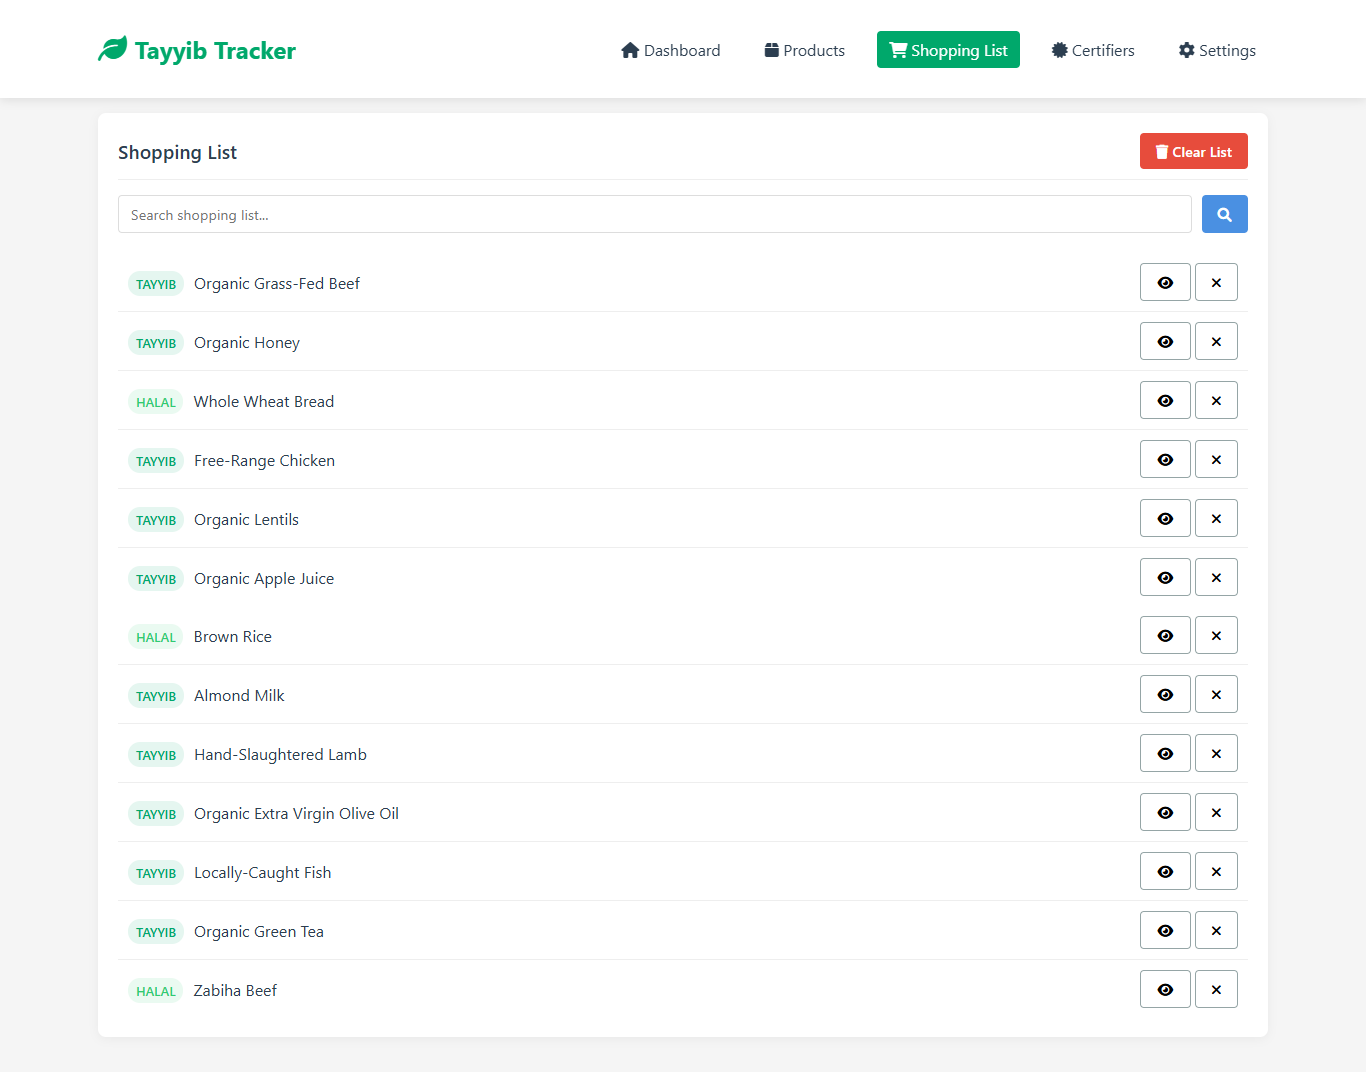 Tayyib Tracker
Dashboard Products Shopping List Certifiers Settings
Shopping List
Clear List
Search shopping list...
TAYYIB Organic Grass-Fed Beef
TAYYIB Organic Honey
HALAL Whole Wheat Bread
TAYYIB Free-Range Chicken
TAYYIB Organic Lentils
TAYYIB Organic Apple Juice
HALAL Brown Rice
TAYYIB Almond Milk
TAYYIB Hand-Slaughtered Lamb
TAYYIB Organic Extra Virgin Olive Oil
TAYYIB Locally-Caught Fish
TAYYIB Organic Green Tea
HALAL Zabiha Beef